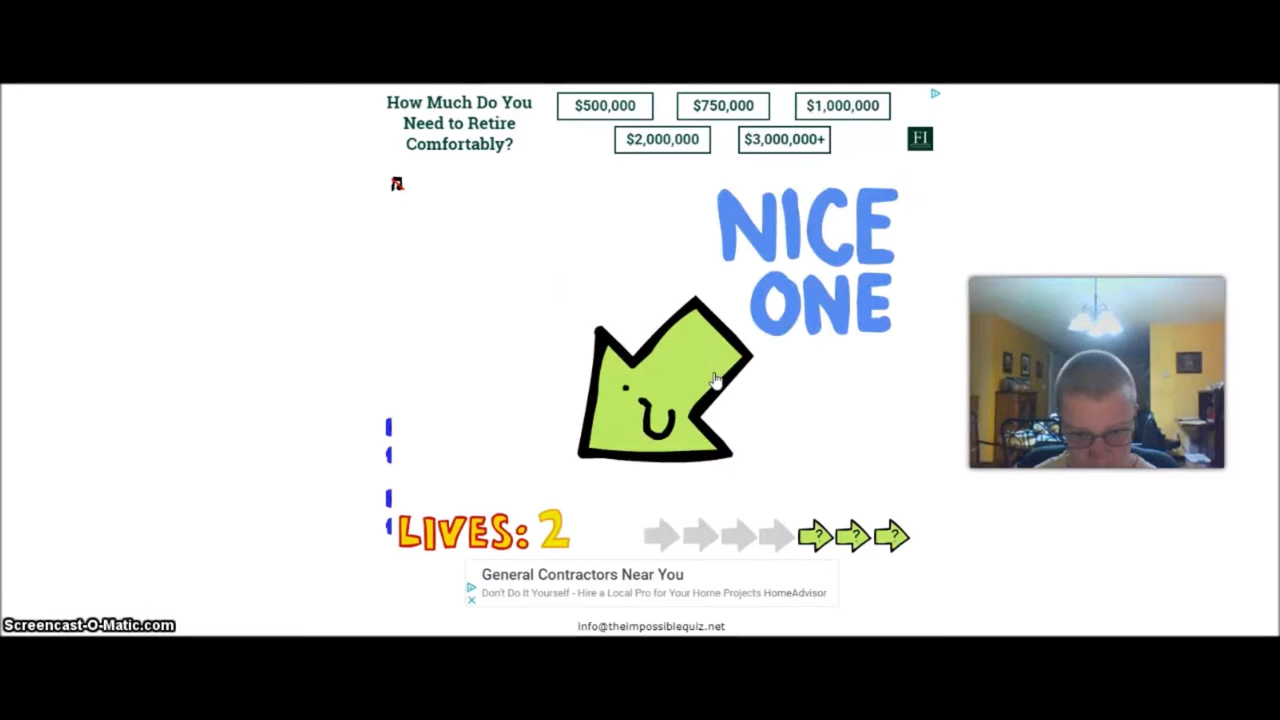 How Much Do You
Need to Retire
Comfortably?
$500,000 $750,000 $1,000,000
$2,000,000 $3,000,000+
FI
NICE
ONE
LIVES: 2
? ? ?
General Contractors Near You
Don't Do It Yourself - Hire a Local Pro for Your Home Projects HomeAdvisor
info@theimpossiblequiz.net
Screencast-O-Matic.com